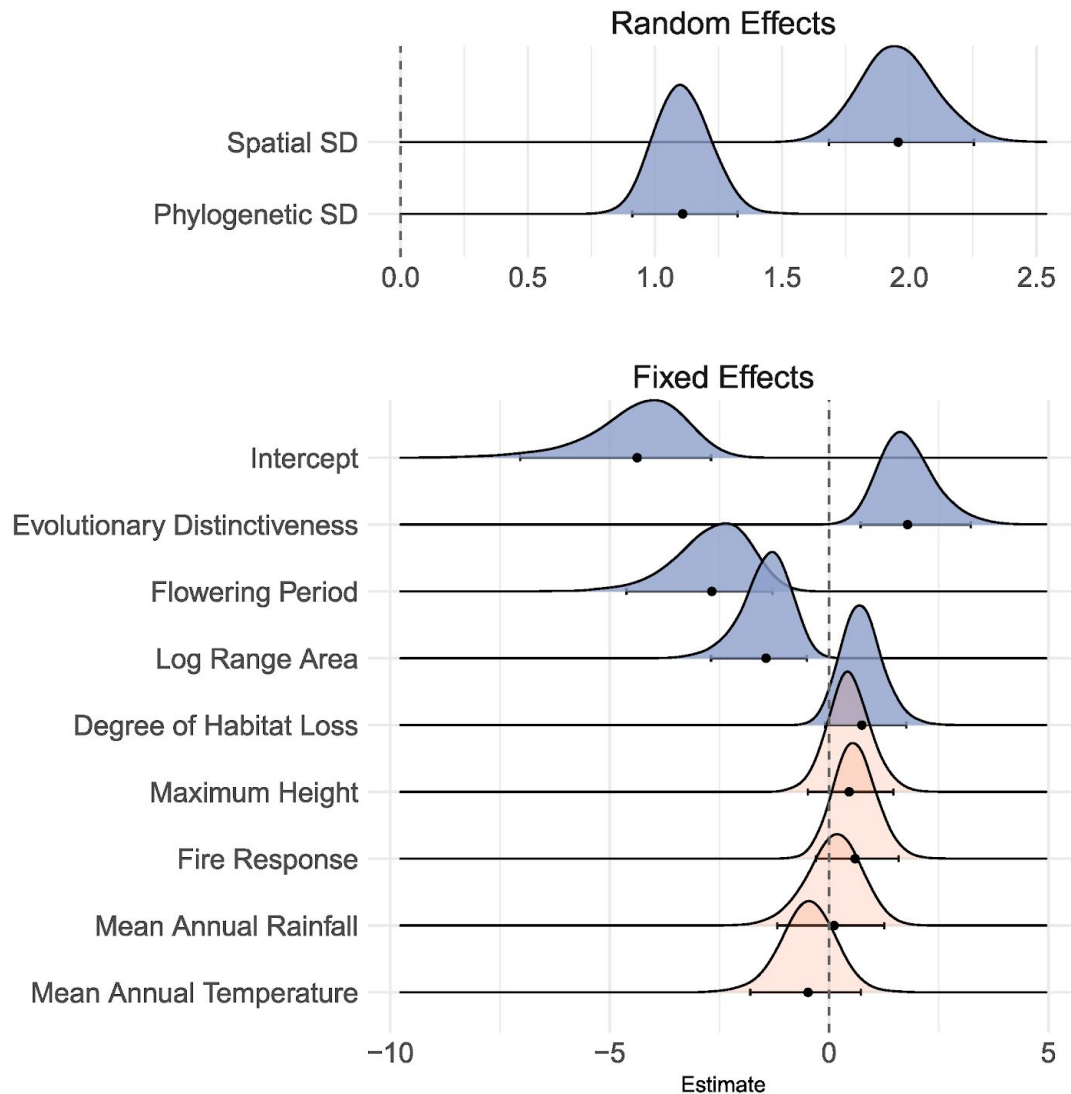 Random Effects
Spatial SD
Phylogenetic SD
0.0 0.5 1.0 1.5 2.0 2.5
Fixed Effects
Intercept
Evolutionary Distinctiveness
Flowering Period
Log Range Area
Degree of Habitat Loss
Maximum Height
Fire Response
Mean Annual Rainfall
Mean Annual Temperature
−10 −5 0 5
Estimate